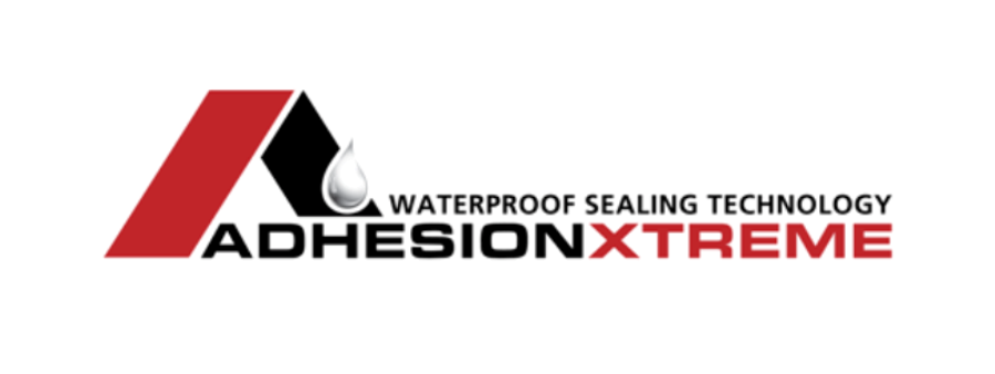 WATERPROOF SEALING TECHNOLOGY
ADHESIONXTREME